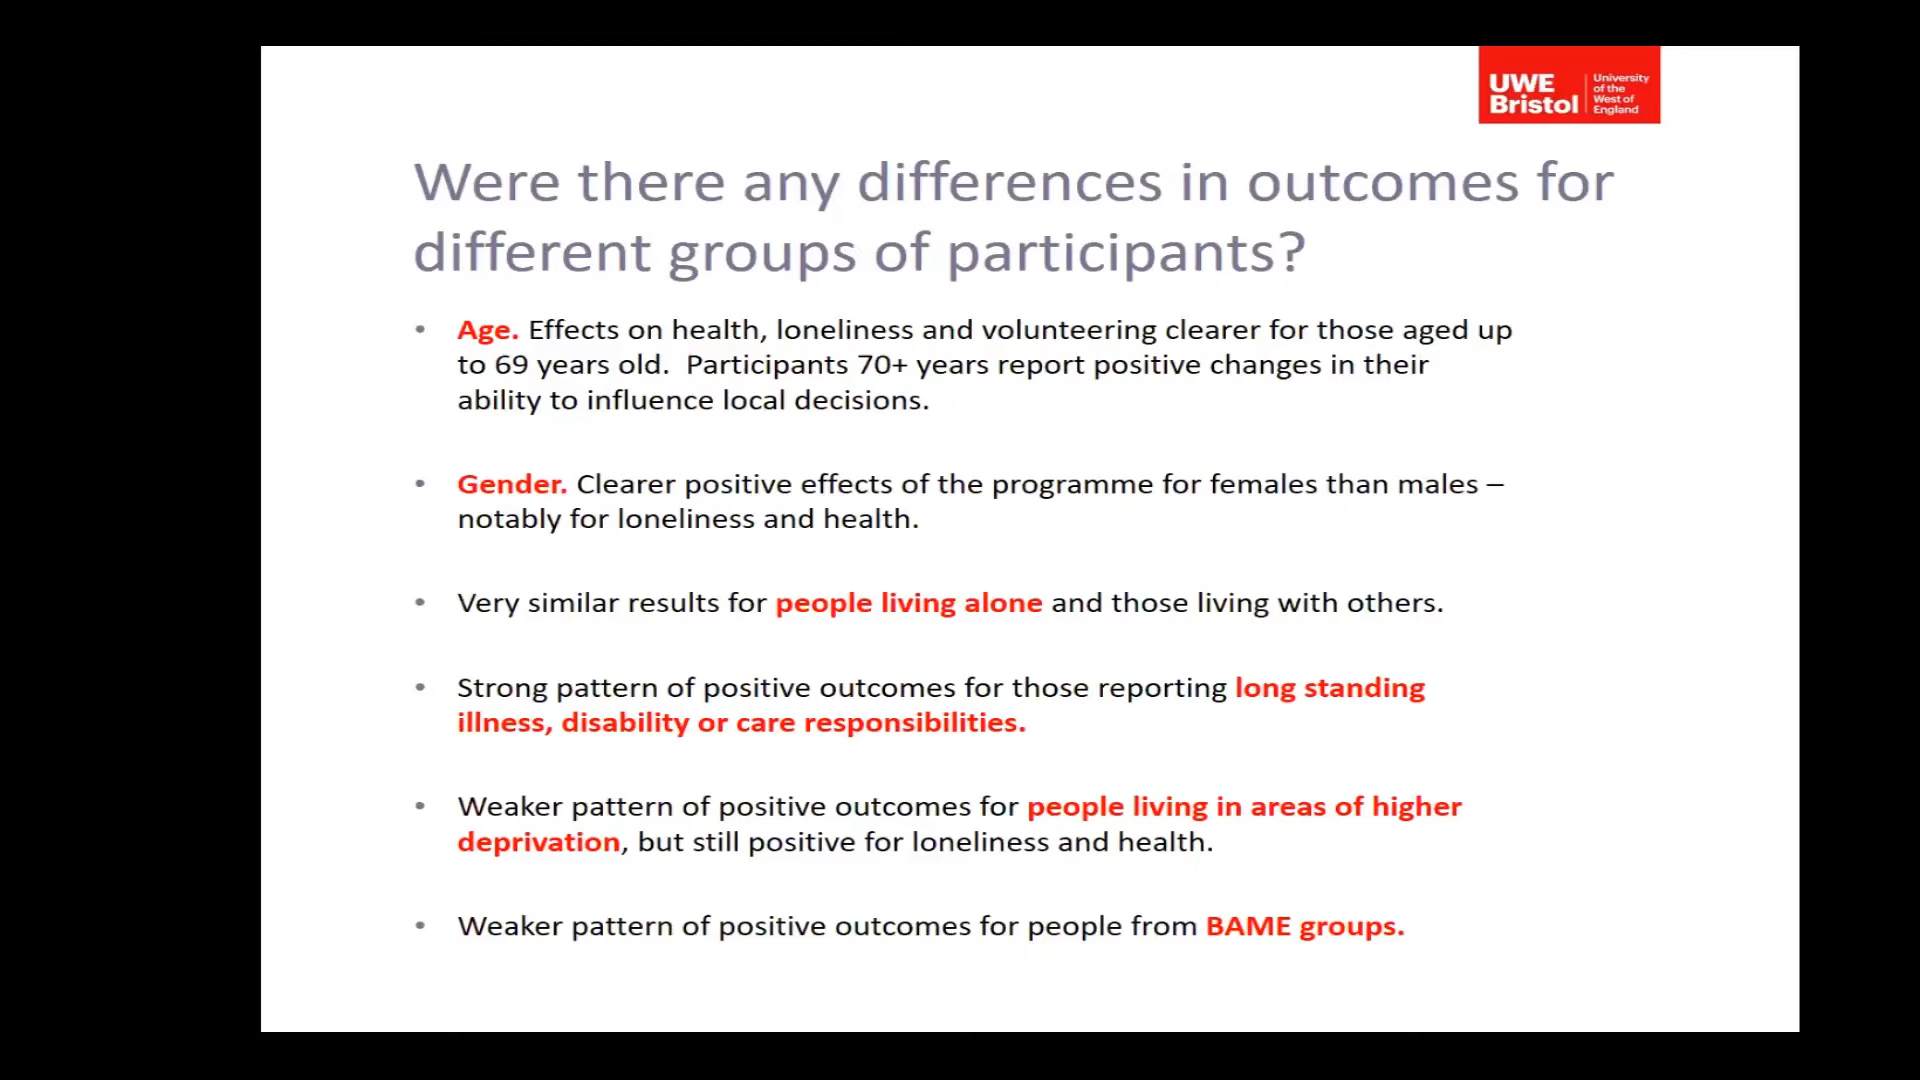 UWE
Bristol
University
of the
West of
England
Were there any differences in outcomes for
different groups of participants?
• Age. Effects on health, loneliness and volunteering clearer for those aged up
to 69 years old.  Participants 70+ years report positive changes in their
ability to influence local decisions.
• Gender. Clearer positive effects of the programme for females than males –
notably for loneliness and health.
• Very similar results for people living alone and those living with others.
• Strong pattern of positive outcomes for those reporting long standing
illness, disability or care responsibilities.
• Weaker pattern of positive outcomes for people living in areas of higher
deprivation, but still positive for loneliness and health.
• Weaker pattern of positive outcomes for people from BAME groups.